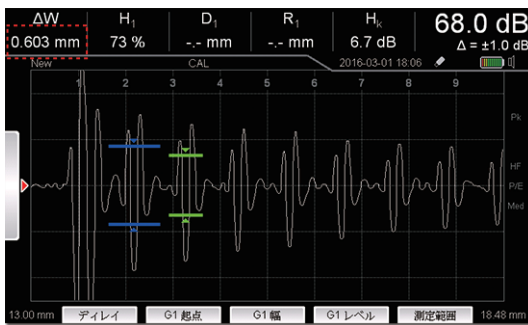 ΔW H₁ D₁ R₁ Hₖ 68.0 dB
0.603 mm 73 % -.- mm -.- mm 6.7 dB Δ = ±1.0 dB
New CAL 2016-03-01 18:06
1 2 3 4 5 6 7 8 9
Pk
HF
P/E
Med
13.00 mm ディレイ G1 起点 G1 幅 G1 レベル 測定範囲 18.48 mm